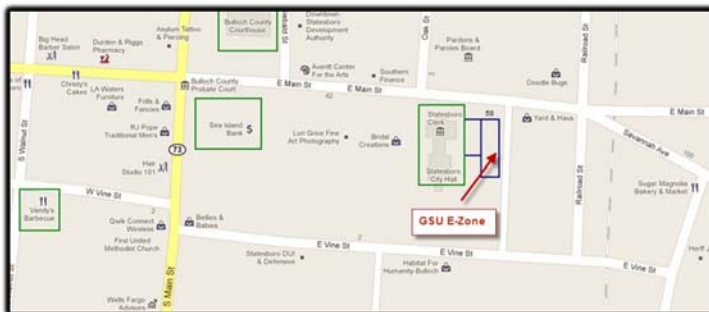 Bulloch County
Courthouse
Downtown
Statesboro
Development
Authority
Big Head
Barber Salon
Durden & Riggs
Pharmacy
Asylum Tattoo
& Piercing
Oak St
Pardons &
Paroles Board
Railroad St
Averitt Center
For the Arts
Southern
Finance
Doodle Bugs
Christy's
Cakes
LA Waters
Furniture
Bulloch County
Probate Court
E Main St
42
E Main St
E Main St
Frills &
Fancies
RJ Pope
Traditional Men's
Sea Island
Bank
S
Lori Grice Fine
Art Photography
Bridal
Creations
Statesboro
Clerk
58
Yard & Haus
Savannah Ave
S Walnut St
73
Hair
Studio 101
Statesboro
City Hall
Railroad St
Sugar Magnolia
Bakery & Market
W Vine St
Vandy's
Barbecue
2
Qwik Connect
Wireless
Bellies &
Babies
GSU E-Zone
First United
Methodist Church
Statesboro DUI
& Defensive
2
E Vine St
E Vine St
E Vine St
Habitat For
Humanity-Bulloch
S Main St
Wells Fargo
Advisors